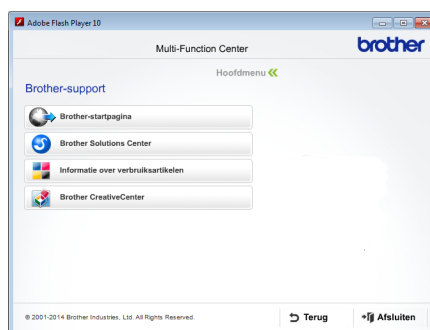 Adobe Flash Player 10
Multi-Function Center
brother
Hoofdmenu
Brother-support
Brother-startpagina
Brother Solutions Center
Informatie over verbruiksartikelen
Brother CreativeCenter
© 2001-2014 Brother Industries, Ltd. All Rights Reserved.
Terug
Afsluiten